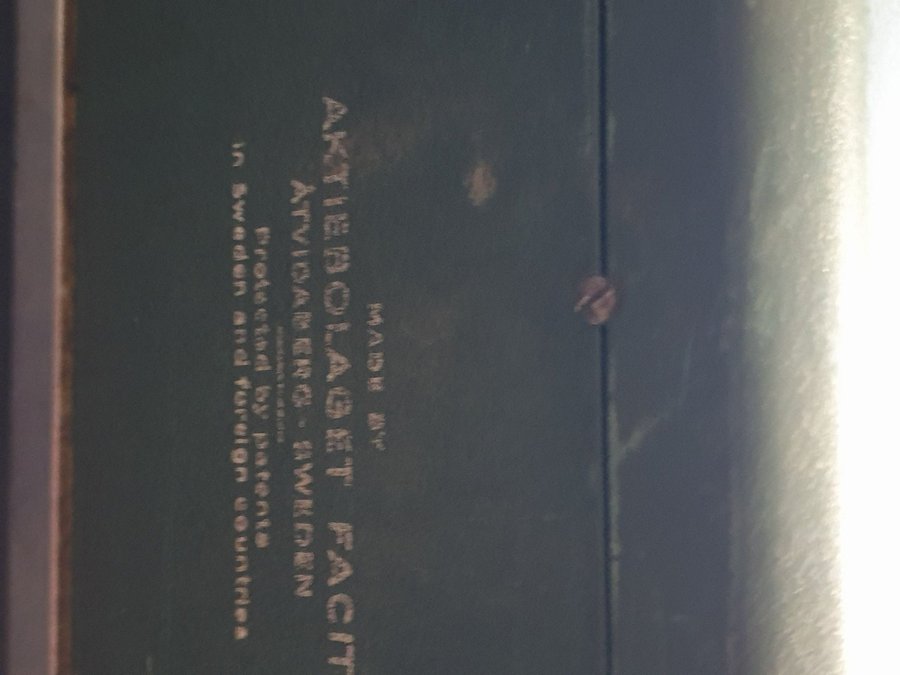 MADE BY
AKTIEBOLAGET FACIT
ÅTVIDABERG - SWEDEN
Protected by patents
in Sweden and foreign countries